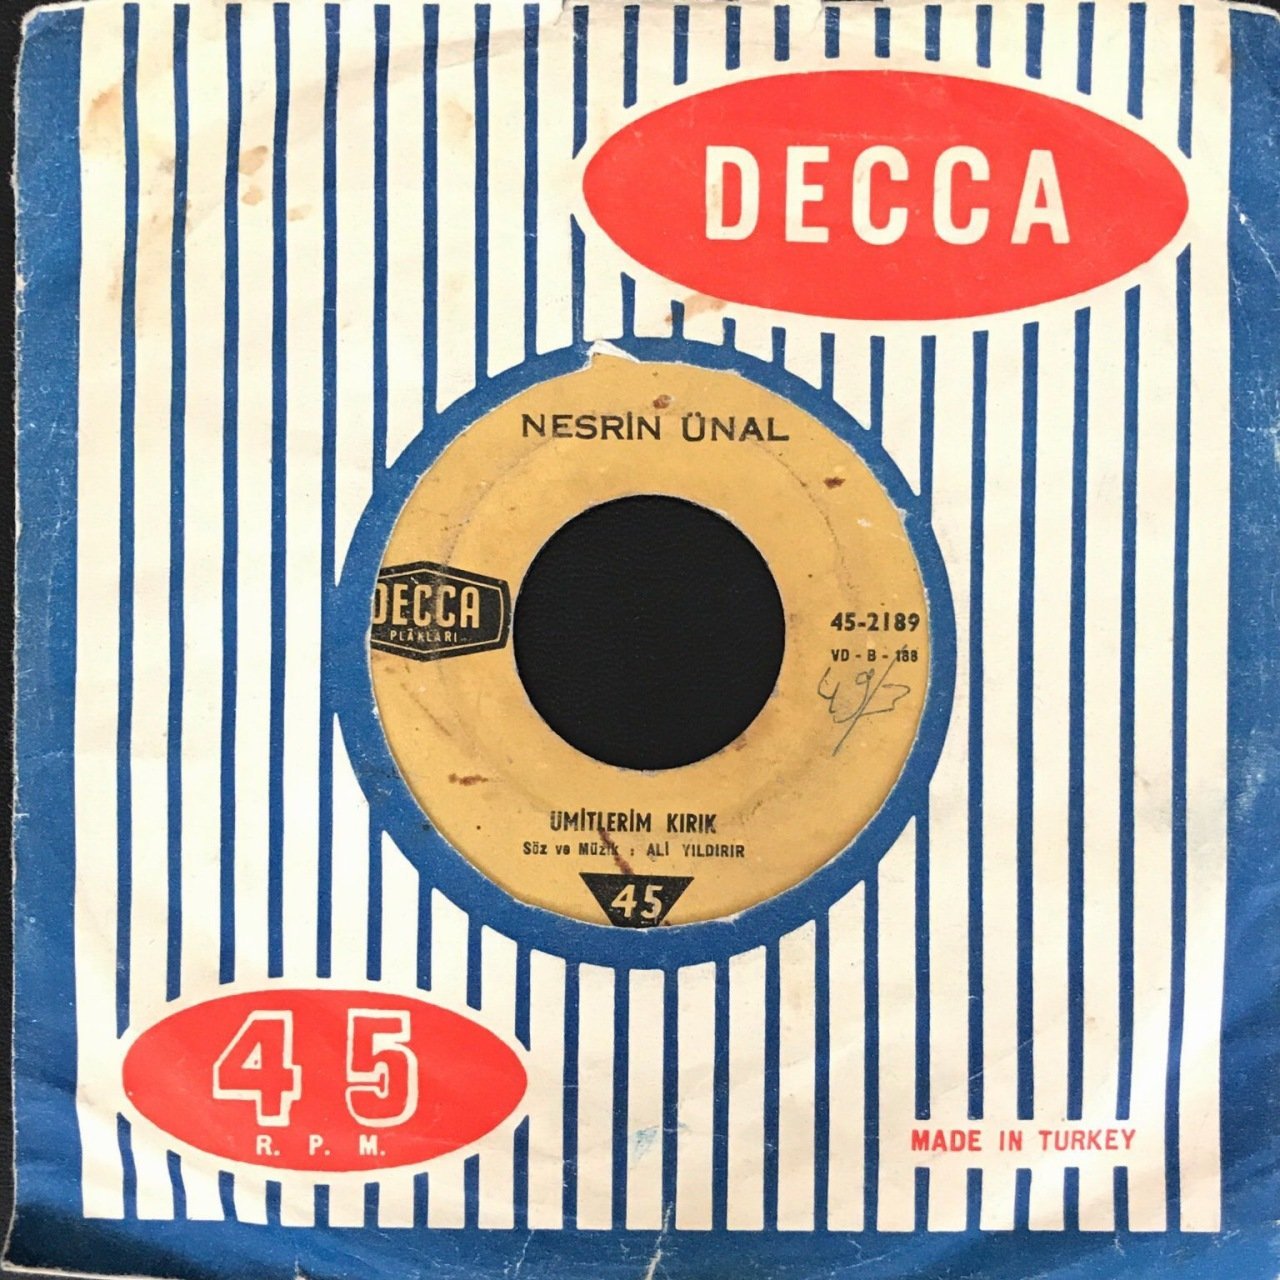 DECCA
NESRİN ÜNAL
DECCA
PLÂKLARI
45-2189
VD - B - 188
UMİTLERİM KIRIK
Söz ve Müzik : ALİ YILDIRIR
45
45
R. P. M.
MADE IN TURKEY